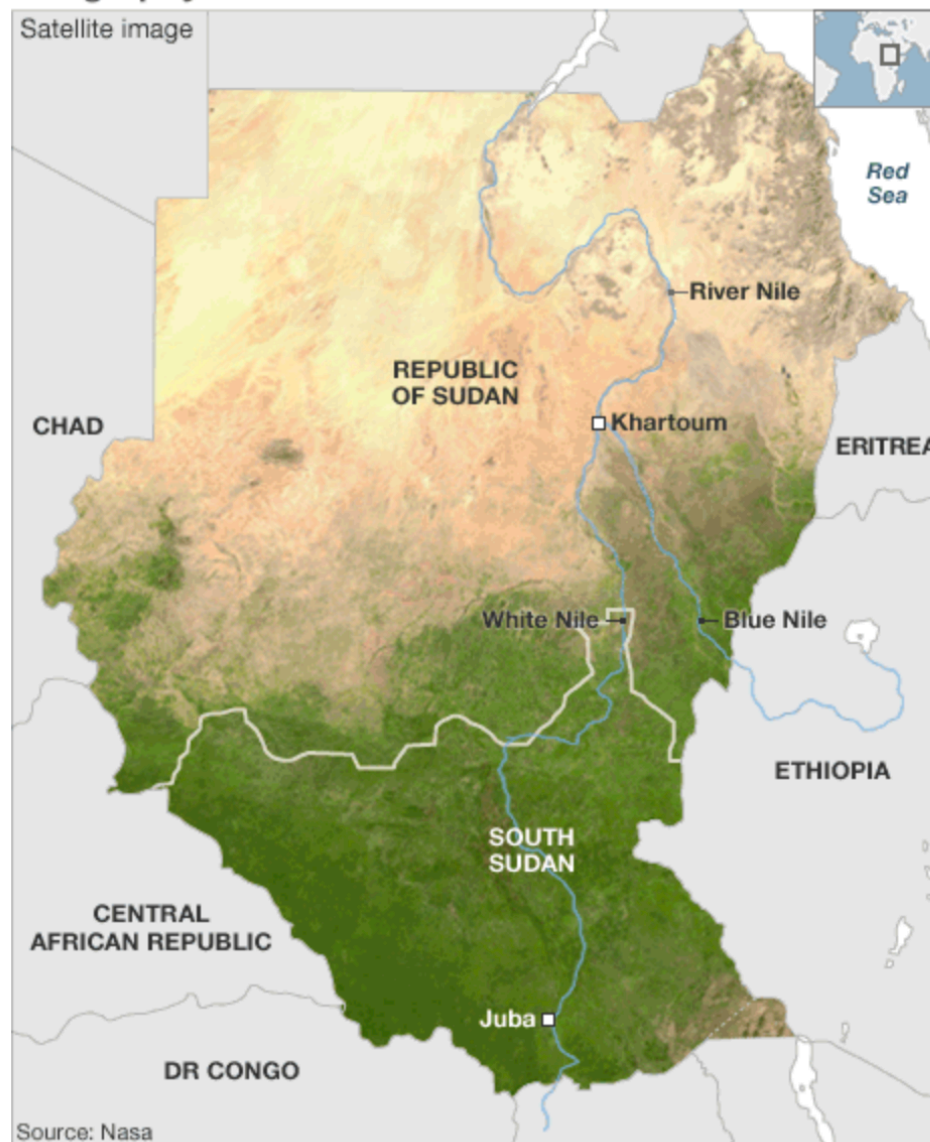 Satellite image
Red
Sea
River Nile
REPUBLIC
OF SUDAN
CHAD
Khartoum
ERITREA
White Nile
Blue Nile
ETHIOPIA
SOUTH
SUDAN
CENTRAL
AFRICAN REPUBLIC
Juba
DR CONGO
Source: Nasa